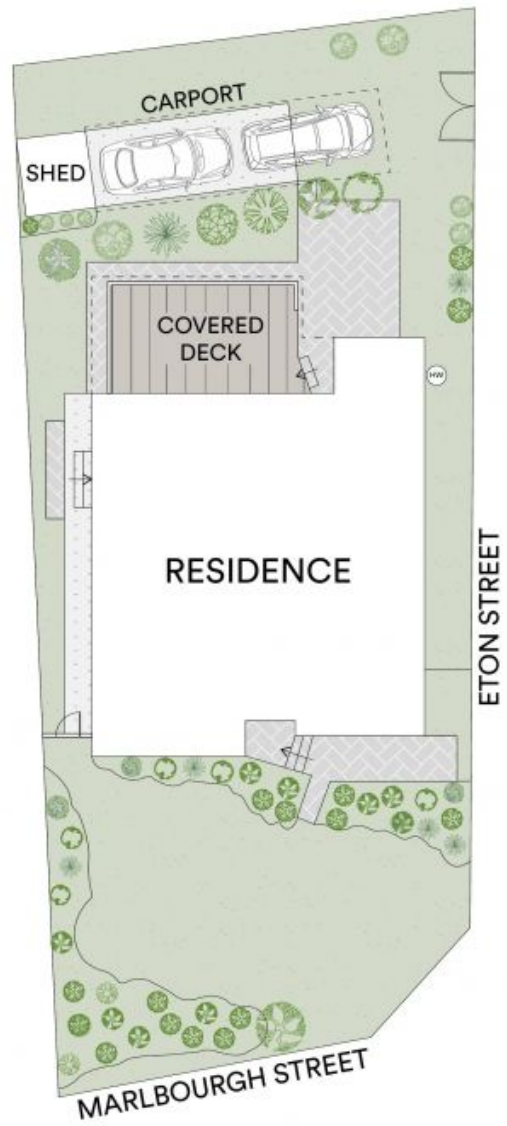 CARPORT
SHED
COVERED
DECK
HW
RESIDENCE
ETON STREET
MARLBOURGH STREET